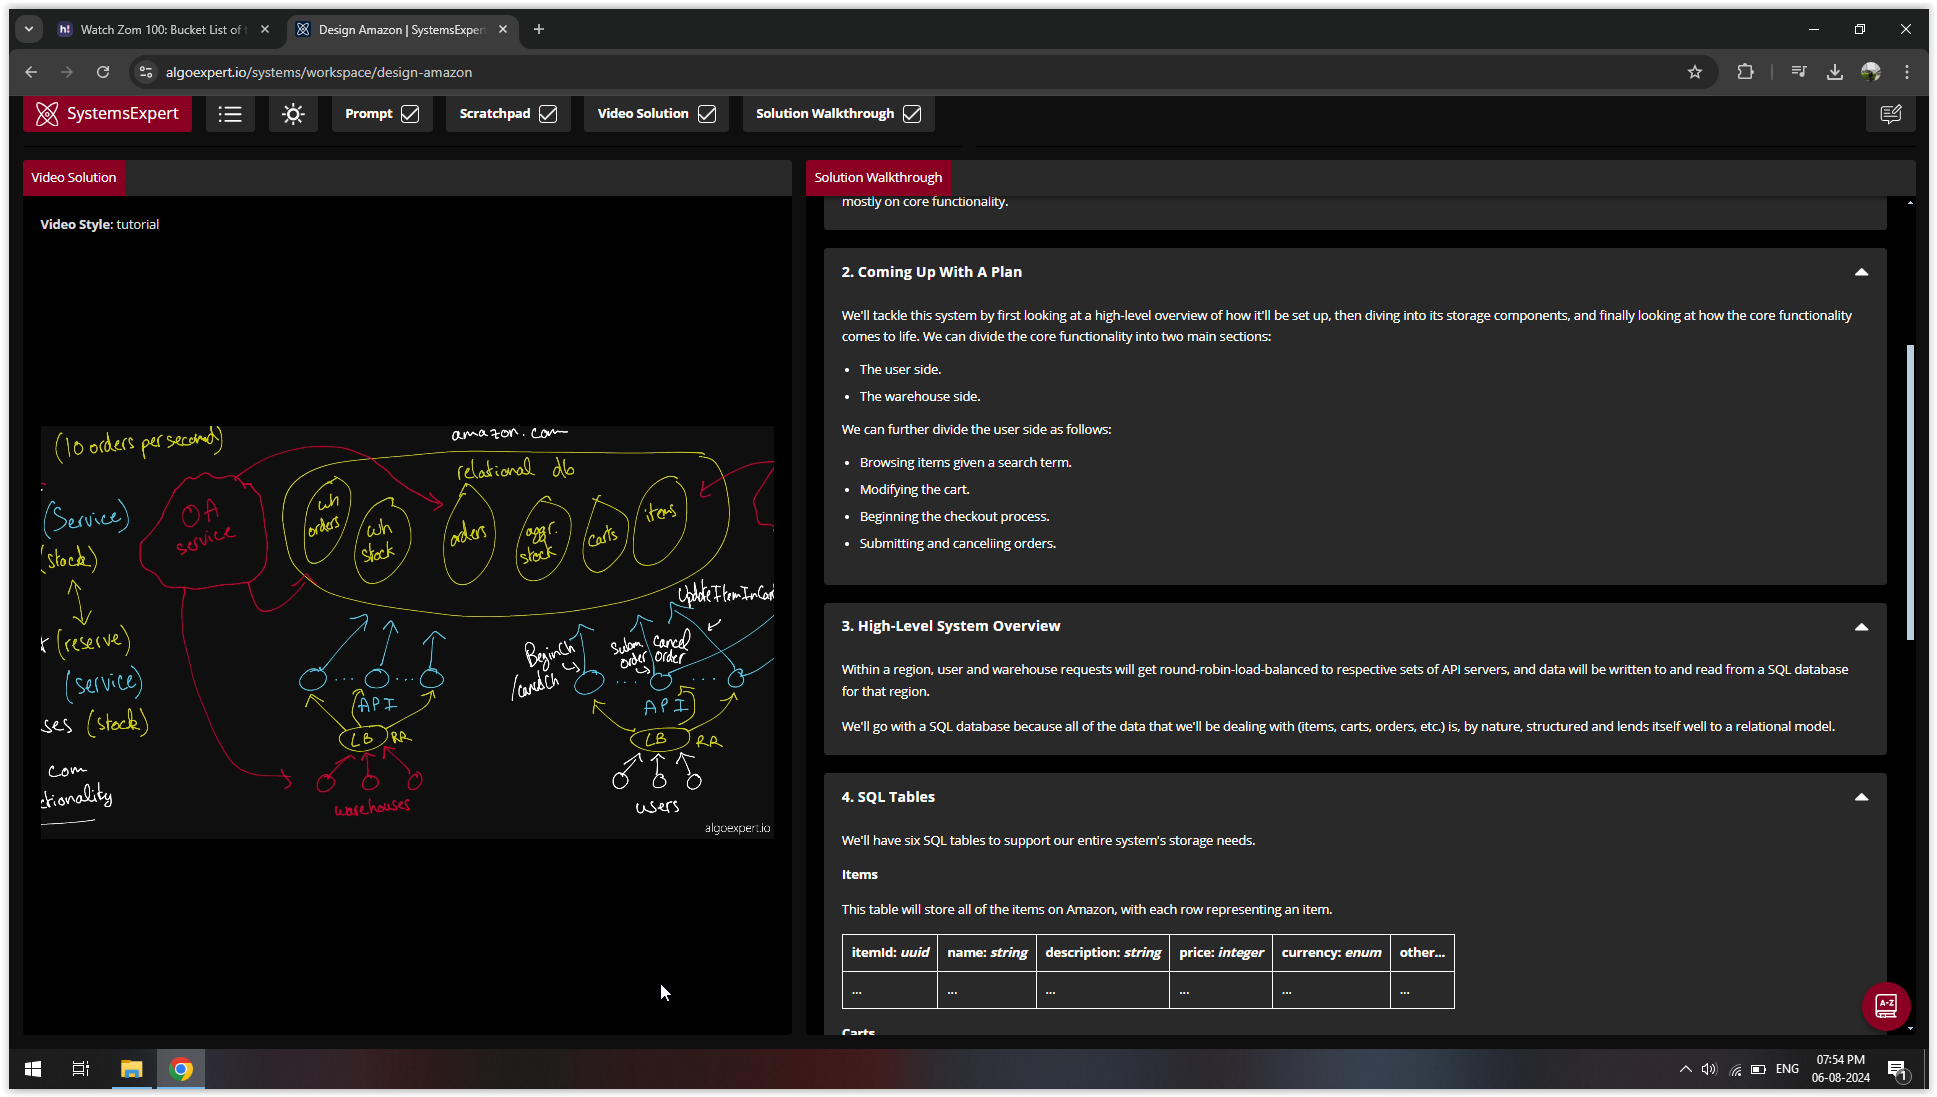 Watch Zom 100: Bucket List of t
Design Amazon | SystemsExpert
algoexpert.io/systems/workspace/design-amazon
SystemsExpert
Prompt
Scratchpad
Video Solution
Solution Walkthrough
Video Solution
Video Style: tutorial
(10 orders per second)
amazon.com
relational db
OA
service
wh
orders
wh
stock
orders
aggr.
stock
carts
items
(service)
(stock)
(reserve)
(service)
ses (stock)
com
ctionality
UpdateItemInCart
BeginCh
/cancelCh
Subm.
order
Cancel
Order
API
API
LB RR
LB RR
warehouses
users
algoexpert.io
Solution Walkthrough
mostly on core functionality.
2. Coming Up With A Plan
We'll tackle this system by first looking at a high-level overview of how it'll be set up, then diving into its storage components, and finally looking at how the core functionality
comes to life. We can divide the core functionality into two main sections:
• The user side.
• The warehouse side.
We can further divide the user side as follows:
• Browsing items given a search term.
• Modifying the cart.
• Beginning the checkout process.
• Submitting and canceliing orders.
3. High-Level System Overview
Within a region, user and warehouse requests will get round-robin-load-balanced to respective sets of API servers, and data will be written to and read from a SQL database
for that region.
We'll go with a SQL database because all of the data that we'll be dealing with (items, carts, orders, etc.) is, by nature, structured and lends itself well to a relational model.
4. SQL Tables
We'll have six SQL tables to support our entire system's storage needs.
Items
This table will store all of the items on Amazon, with each row representing an item.
itemId: uuid name: string description: string price: integer currency: enum other...
... ... ... ... ... ...
Carts
A-Z
ENG
07:54 PM
06-08-2024
1